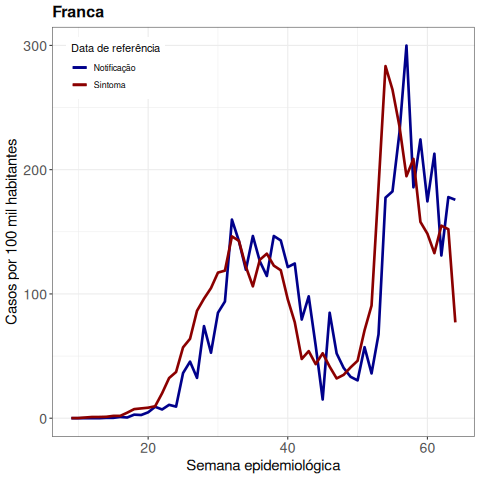 Franca
Data de referência
Notificação
Sintoma
Casos por 100 mil habitantes
300
200
100
0
20
40
60
Semana epidemiológica